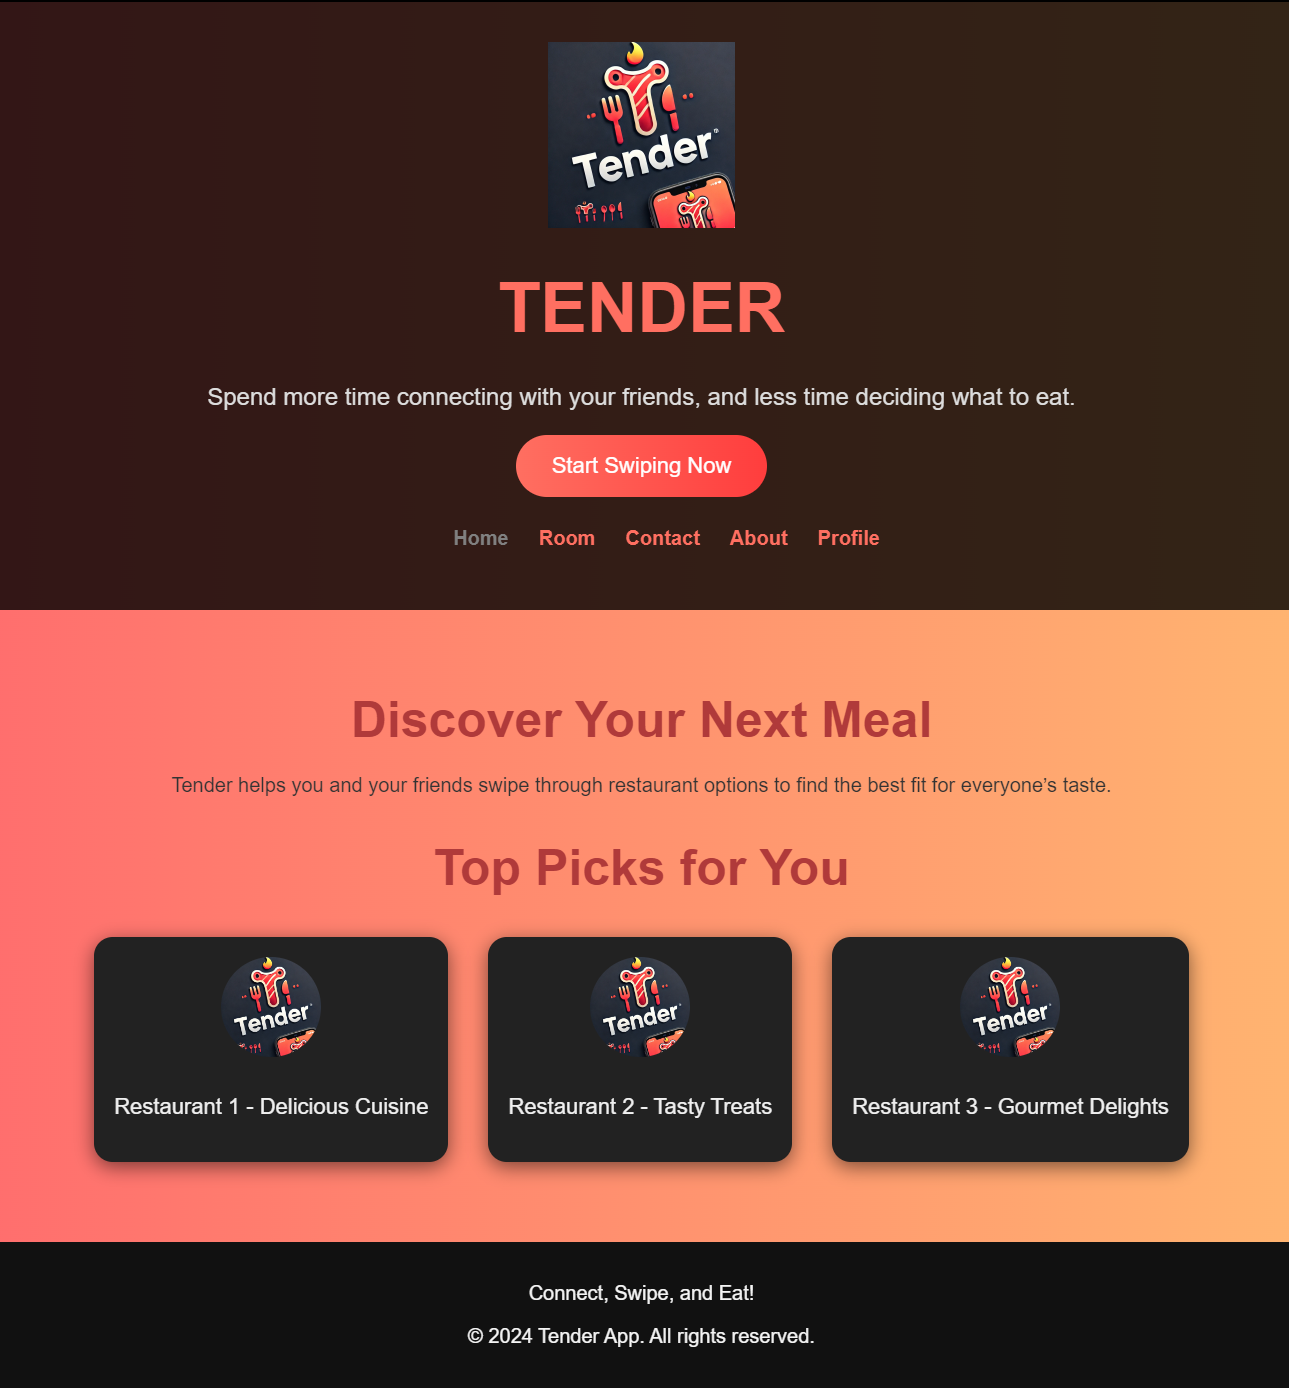 Tender
TENDER
Spend more time connecting with your friends, and less time deciding what to eat.
Start Swiping Now
Home Room Contact About Profile
Discover Your Next Meal
Tender helps you and your friends swipe through restaurant options to find the best fit for everyone’s taste.
Top Picks for You
Tender
Restaurant 1 - Delicious Cuisine
Tender
Restaurant 2 - Tasty Treats
Tender
Restaurant 3 - Gourmet Delights
Connect, Swipe, and Eat!
© 2024 Tender App. All rights reserved.